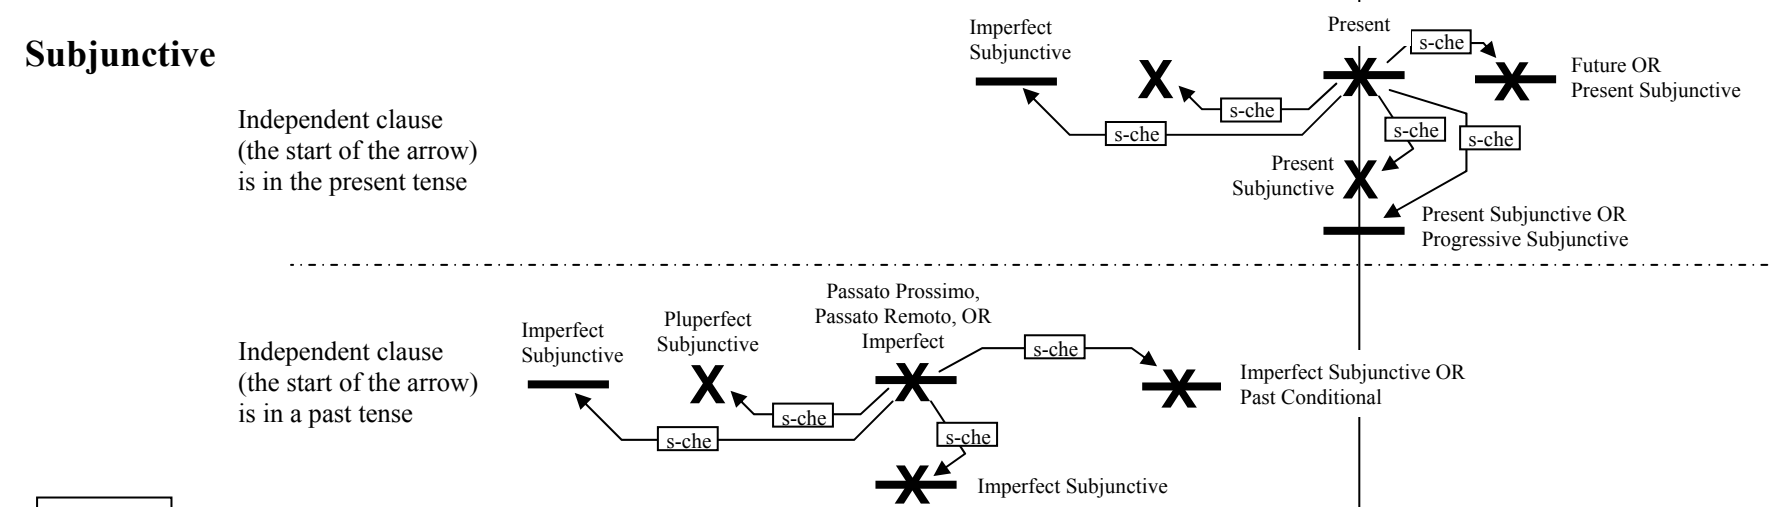 Subjunctive
Independent clause
(the start of the arrow)
is in the present tense
Imperfect
Subjunctive
Present
s-che
Future OR
Present Subjunctive
s-che
s-che
s-che
s-che
Present
Subjunctive
Present Subjunctive OR
Progressive Subjunctive
Independent clause
(the start of the arrow)
is in a past tense
Imperfect
Subjunctive
Pluperfect
Subjunctive
Passato Prossimo,
Passato Remoto, OR
Imperfect
s-che
Imperfect Subjunctive OR
Past Conditional
s-che
s-che
s-che
Imperfect Subjunctive